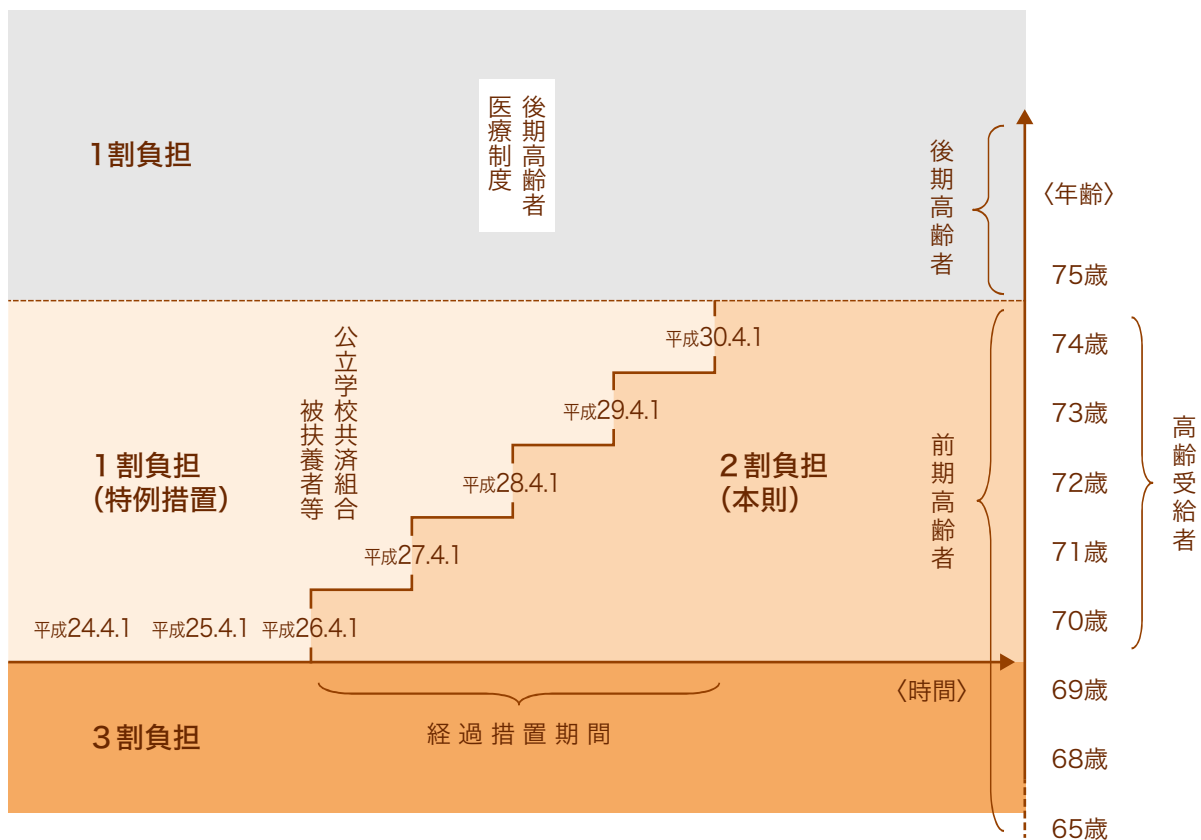 1割負担
後期高齢者
医療制度
後期高齢者
〈年齢〉
75歳
74歳
73歳
72歳
71歳
70歳
69歳
68歳
65歳
高齢受給者
前期高齢者
平成30.4.1
平成29.4.1
平成28.4.1
平成27.4.1
平成24.4.1
平成25.4.1
平成26.4.1
公立学校共済組合
被扶養者等
1割負担
(特例措置)
2割負担
(本則)
〈時間〉
経過措置期間
3割負担